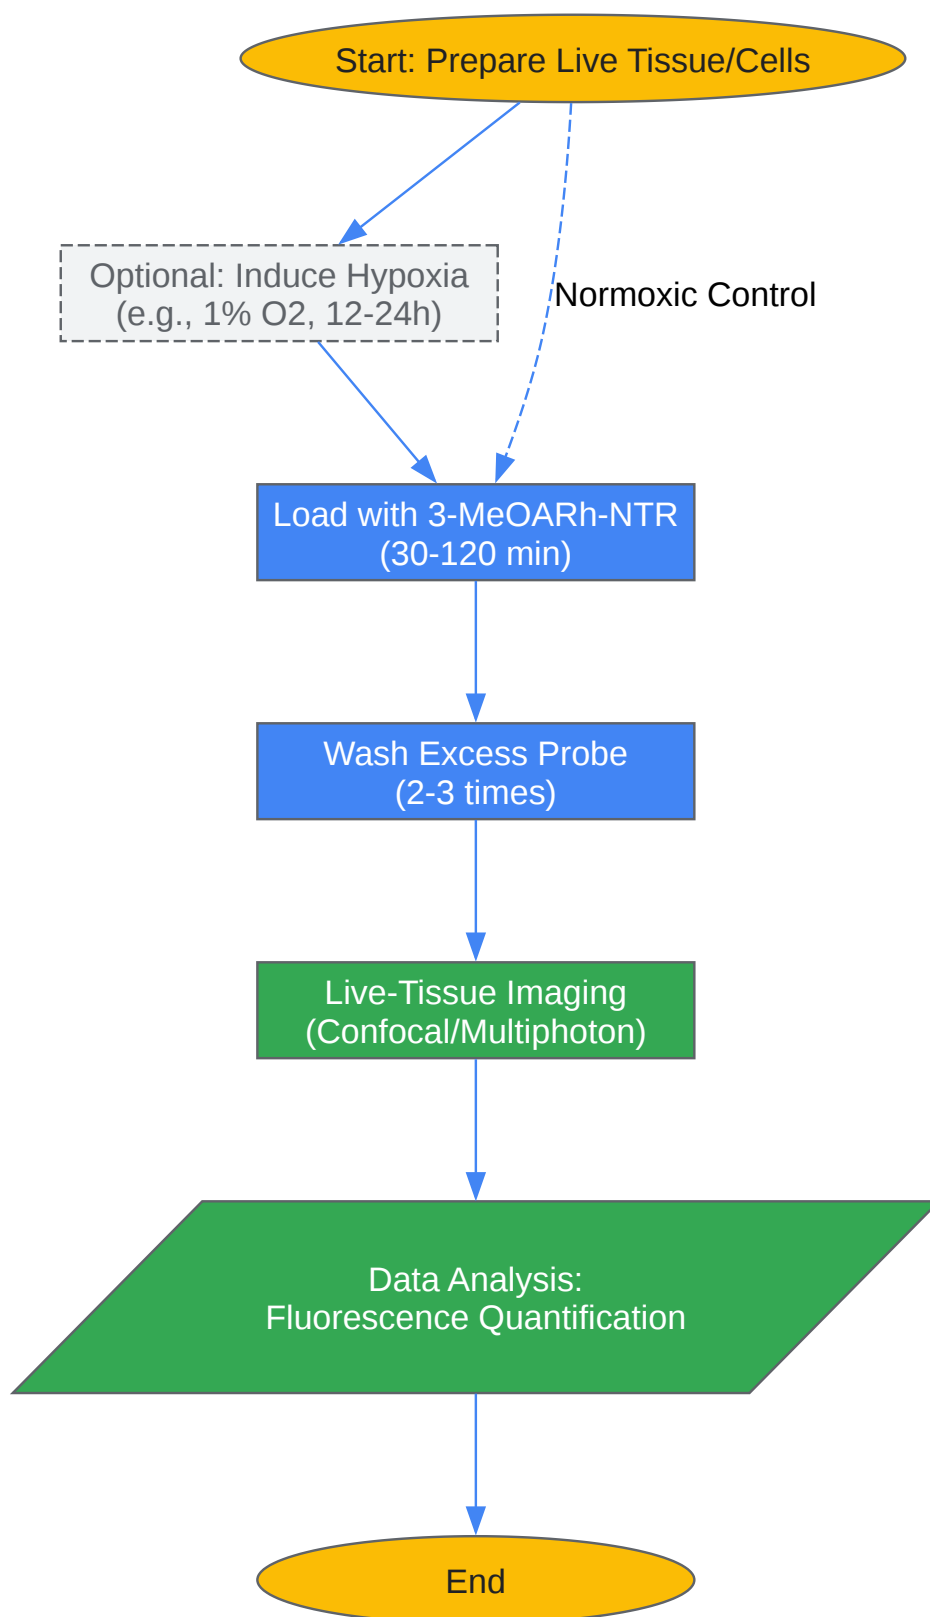 Start: Prepare Live Tissue/Cells
Optional: Induce Hypoxia
(e.g., 1% O2, 12-24h)
Normoxic Control
Load with 3-MeOARh-NTR
(30-120 min)
Wash Excess Probe
(2-3 times)
Live-Tissue Imaging
(Confocal/Multiphoton)
Data Analysis:
Fluorescence Quantification
End